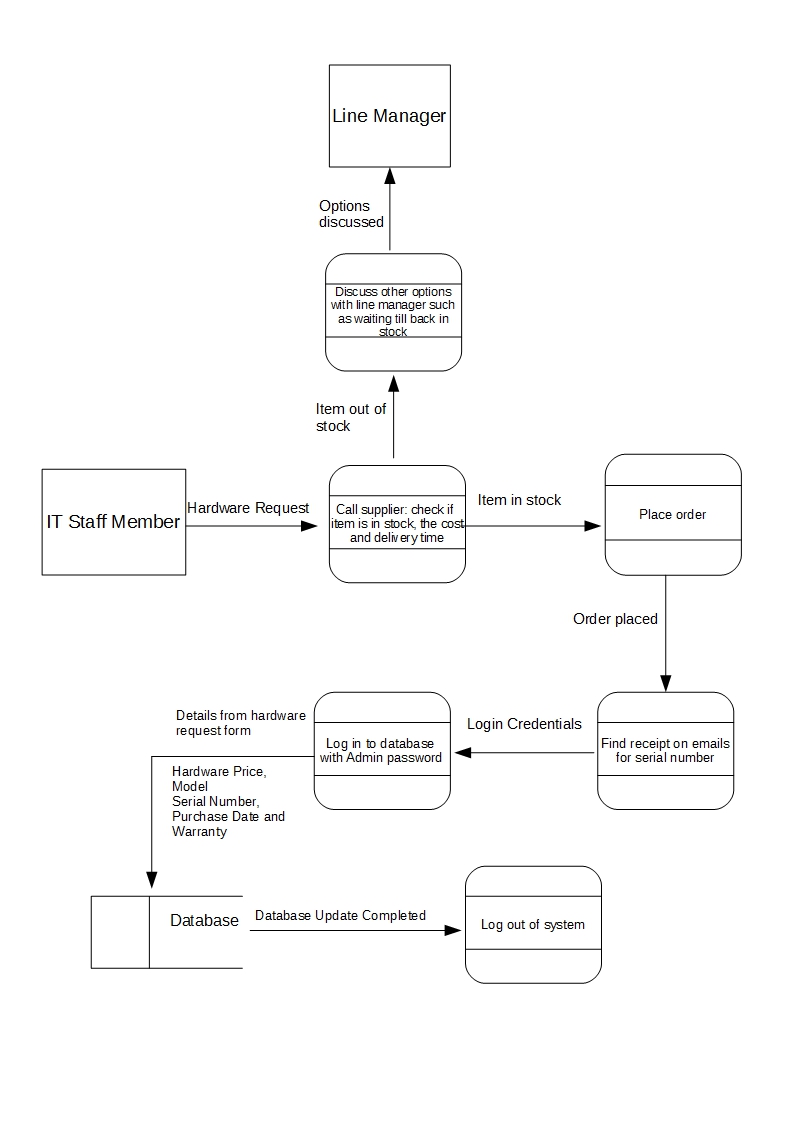 Line Manager
Options
discussed
Discuss other options
with line manager such
as waiting till back in
stock
Item out of
stock
IT Staff Member
Hardware Request
Call supplier: check if
item is in stock, the cost
and delivery time
Item in stock
Place order
Order placed
Find receipt on emails
for serial number
Login Credentials
Log in to database
with Admin password
Details from hardware
request form
Hardware Price,
Model
Serial Number,
Purchase Date and
Warranty
Database
Database Update Completed
Log out of system